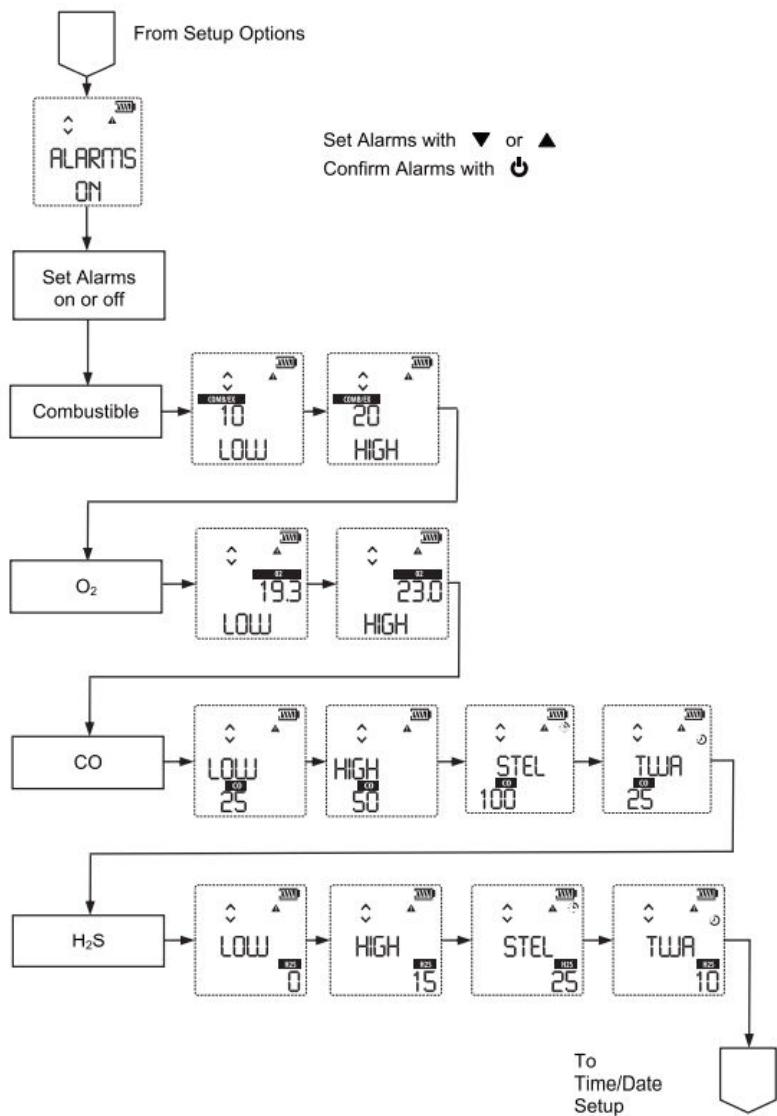 From Setup Options
ALARMS
ON
Set Alarms with ▼ or ▲
Confirm Alarms with ⏻
Set Alarms
on or off
Combustible
COMB/EX
10
LOW
COMB/EX
20
HIGH
O₂
O2
19.3
LOW
O2
23.0
HIGH
CO
LOW
CO
25
HIGH
CO
50
STEL
CO
100
TWA
CO
25
H₂S
LOW
H2S
0
HIGH
H2S
15
STEL
H2S
25
TWA
H2S
10
To
Time/Date
Setup